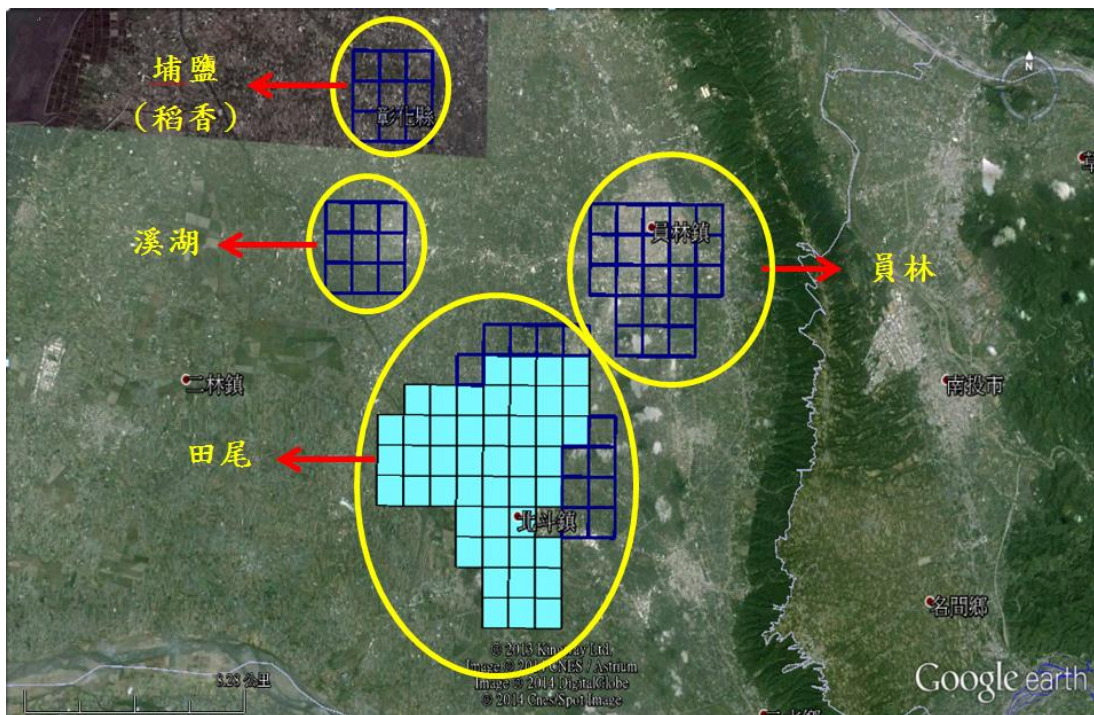 埔鹽
(稻香)
彰化縣
N
溪湖
員林鎮
員林
二林鎮
南投市
田尾
北斗鎮
名間鄉
© 2013 Kingway Ltd.
Image © 2014 CNES / Astrium
Image © 2014 DigitalGlobe
© 2014 Cnes/Spot Image
8.28 公里
Google earth